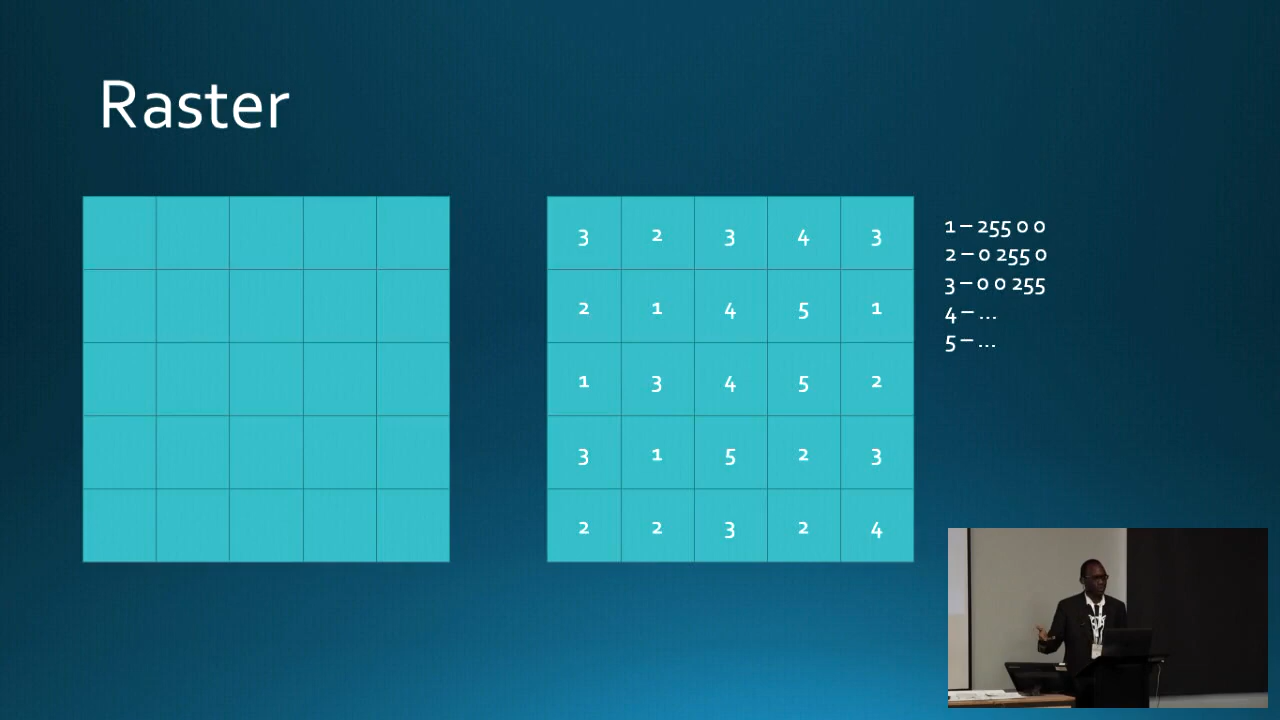 Raster
3 2 3 4 3
2 1 4 5 1
1 3 4 5 2
3 1 5 2 3
2 2 3 2 4
1 – 255 0 0
2 – 0 255 0
3 – 0 0 255
4 – ...
5 – ...